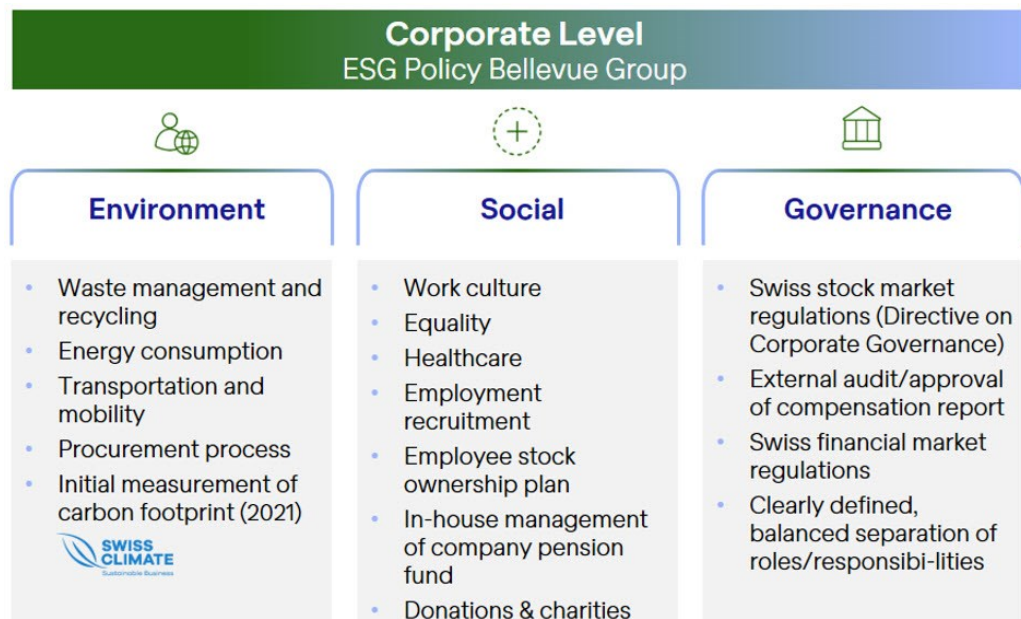 Corporate Level
ESG Policy Bellevue Group
Environment
• Waste management and
recycling
• Energy consumption
• Transportation and
mobility
• Procurement process
• Initial measurement of
carbon footprint (2021)
SWISS
CLIMATE
Sustainable Business
Social
• Work culture
• Equality
• Healthcare
• Employment
recruitment
• Employee stock
ownership plan
• In-house management
of company pension
fund
• Donations & charities
Governance
• Swiss stock market
regulations (Directive on
Corporate Governance)
• External audit/approval
of compensation report
• Swiss financial market
regulations
• Clearly defined,
balanced separation of
roles/responsibi-lities